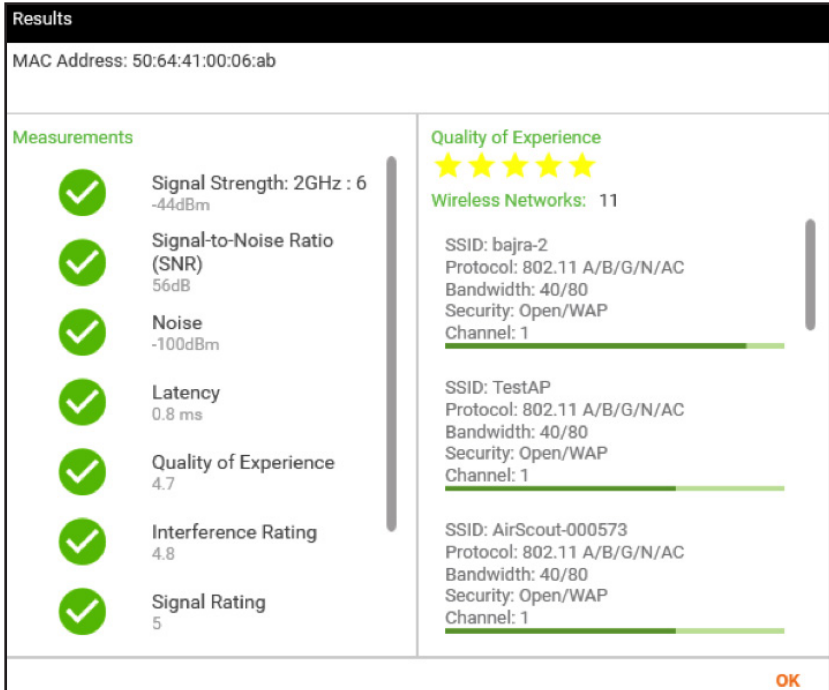 Results
MAC Address: 50:64:41:00:06:ab
Measurements
Signal Strength: 2GHz : 6
-44dBm
Signal-to-Noise Ratio
(SNR)
56dB
Noise
-100dBm
Latency
0.8 ms
Quality of Experience
4.7
Interference Rating
4.8
Signal Rating
5
Quality of Experience
Wireless Networks: 11
SSID: bajra-2
Protocol: 802.11 A/B/G/N/AC
Bandwidth: 40/80
Security: Open/WAP
Channel: 1
SSID: TestAP
Protocol: 802.11 A/B/G/N/AC
Bandwidth: 40/80
Security: Open/WAP
Channel: 1
SSID: AirScout-000573
Protocol: 802.11 A/B/G/N/AC
Bandwidth: 40/80
Security: Open/WAP
Channel: 1
OK